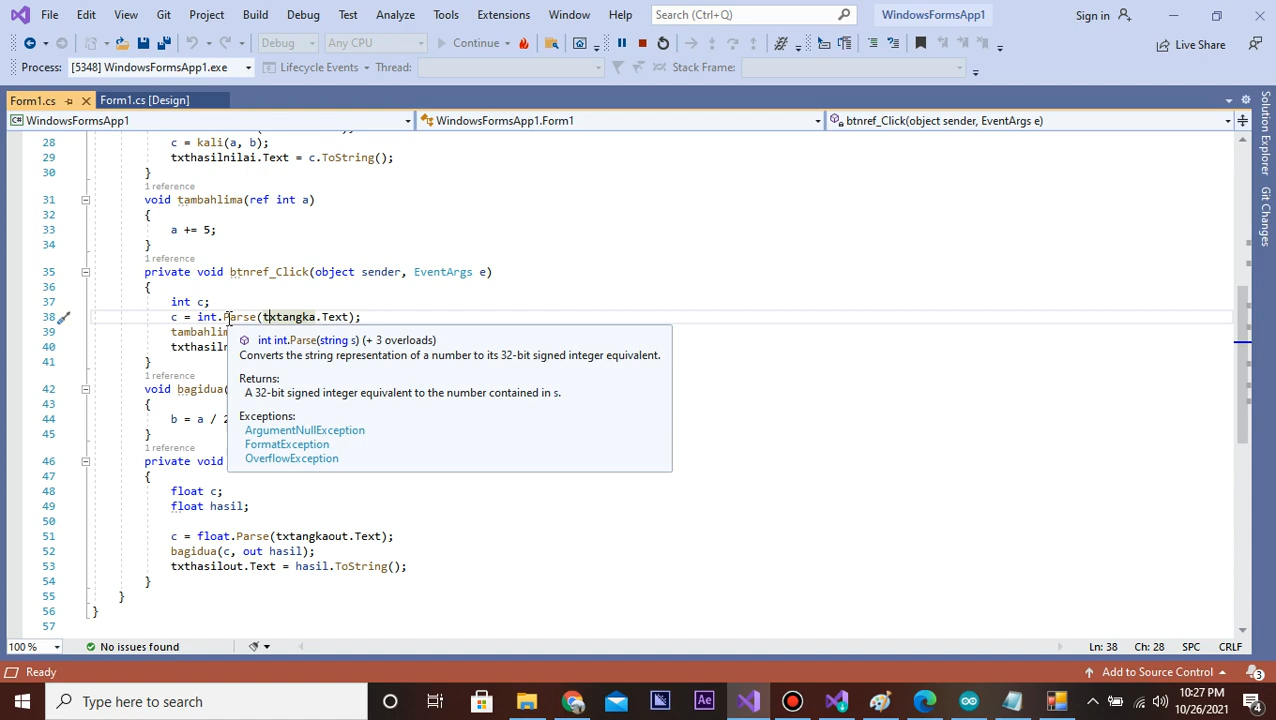 File Edit View Git Project Build Debug Test Analyze Tools Extensions Window Help Search (Ctrl+Q) WindowsFormsApp1 Sign in
Debug Any CPU Continue Live Share
Process: [5348] WindowsFormsApp1.exe Lifecycle Events Thread: Stack Frame:
Form1.cs Form1.cs [Design]
WindowsFormsApp1 WindowsFormsApp1.Form1 btnref_Click(object sender, EventArgs e)
28 c = kali(a, b);
29 txthasilnilai.Text = c.ToString();
30 }
1 reference
31 void tambahlima(ref int a)
32 {
33 a += 5;
34 }
1 reference
35 private void btnref_Click(object sender, EventArgs e)
36 {
37 int c;
38 c = int.Parse(txtangka.Text);
39 tambahlim
40 txthasiln
41 }
1 reference
42 void bagidua(
43 {
44 b = a / 2
45 }
1 reference
46 private void
47 {
48 float c;
49 float hasil;
50
51 c = float.Parse(txtangkaout.Text);
52 bagidua(c, out hasil);
53 txthasilout.Text = hasil.ToString();
54 }
55 }
56 }
57
int int.Parse(string s) (+ 3 overloads)
Converts the string representation of a number to its 32-bit signed integer equivalent.
Returns:
A 32-bit signed integer equivalent to the number contained in s.
Exceptions:
ArgumentNullException
FormatException
OverflowException
Solution Explorer
Git Changes
100 % No issues found Ln: 38 Ch: 28 SPC CRLF
Ready Add to Source Control 3
Type here to search Ae 10:27 PM
10/26/2021 3